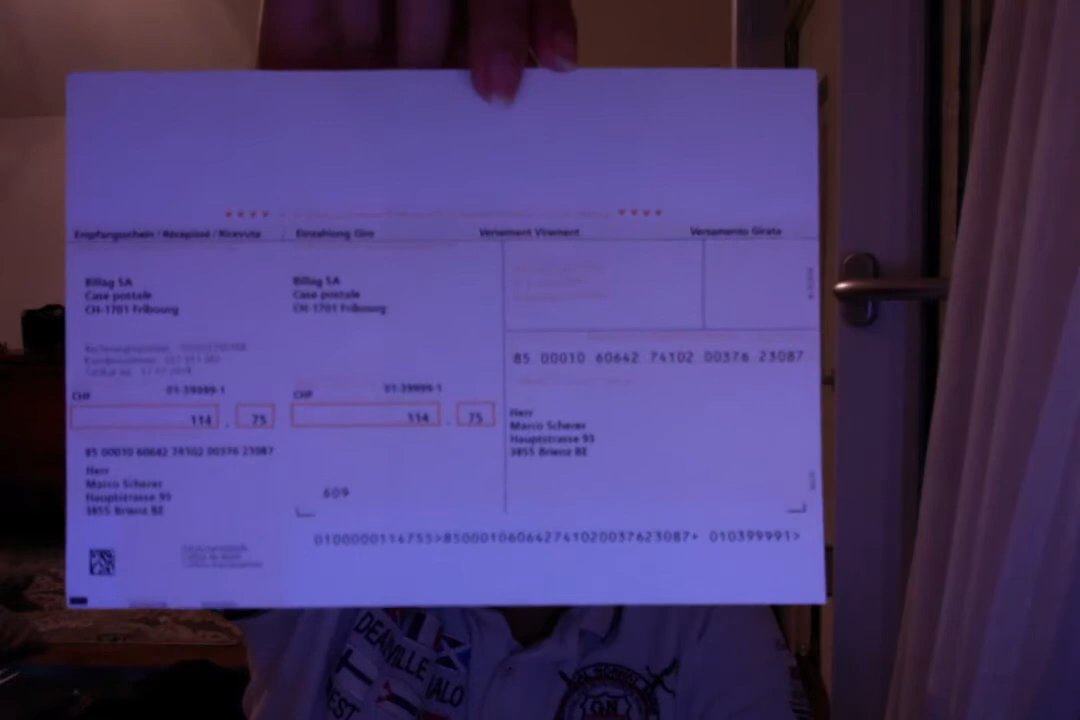 Empfangsschein / Récépissé / Ricevuta
Einzahlung Giro
Versement Virement
Versamento Girata
Billag SA
Case postale
CH-1701 Fribourg
Billag SA
Case postale
CH-1701 Fribourg
85 00010 60642 74102 00376 23087
CHF
01-39999-1
CHF
01-39999-1
114 . 75
114 . 75
Herr
Marco Scherer
Hauptstrasse 93
3855 Brienz BE
85 00010 60642 74102 00376 23087
Herr
Marco Scherer
Hauptstrasse 93
3855 Brienz BE
609
0100000114755>850001060642741020037623087+ 010399991>
DEANVILLE